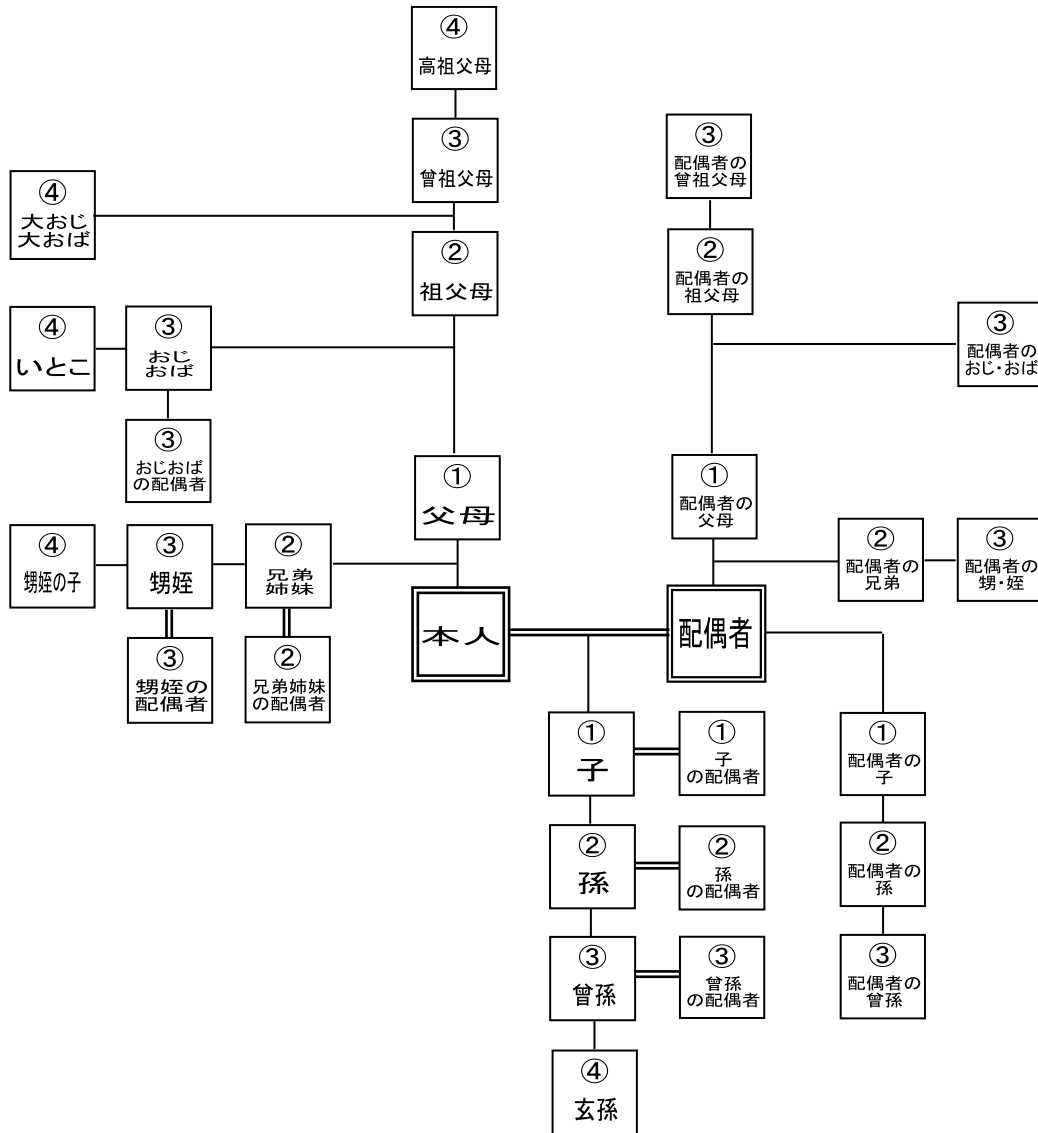 ④
高祖父母
③
曾祖父母
③
配偶者の
曾祖父母
④
大おじ
大おば
②
祖父母
②
配偶者の
祖父母
④
いとこ
③
おじ
おば
③
配偶者の
おじ・おば
③
おじおば
の配偶者
①
父母
①
配偶者の
父母
④
甥姪の子
③
甥姪
②
兄弟
姉妹
②
配偶者の
兄弟
③
配偶者の
甥・姪
本人
配偶者
③
甥姪の
配偶者
②
兄弟姉妹
の配偶者
①
子
①
子
の配偶者
①
配偶者の
子
②
孫
②
孫
の配偶者
②
配偶者の
孫
③
曾孫
③
曾孫
の配偶者
③
配偶者の
曾孫
④
玄孫